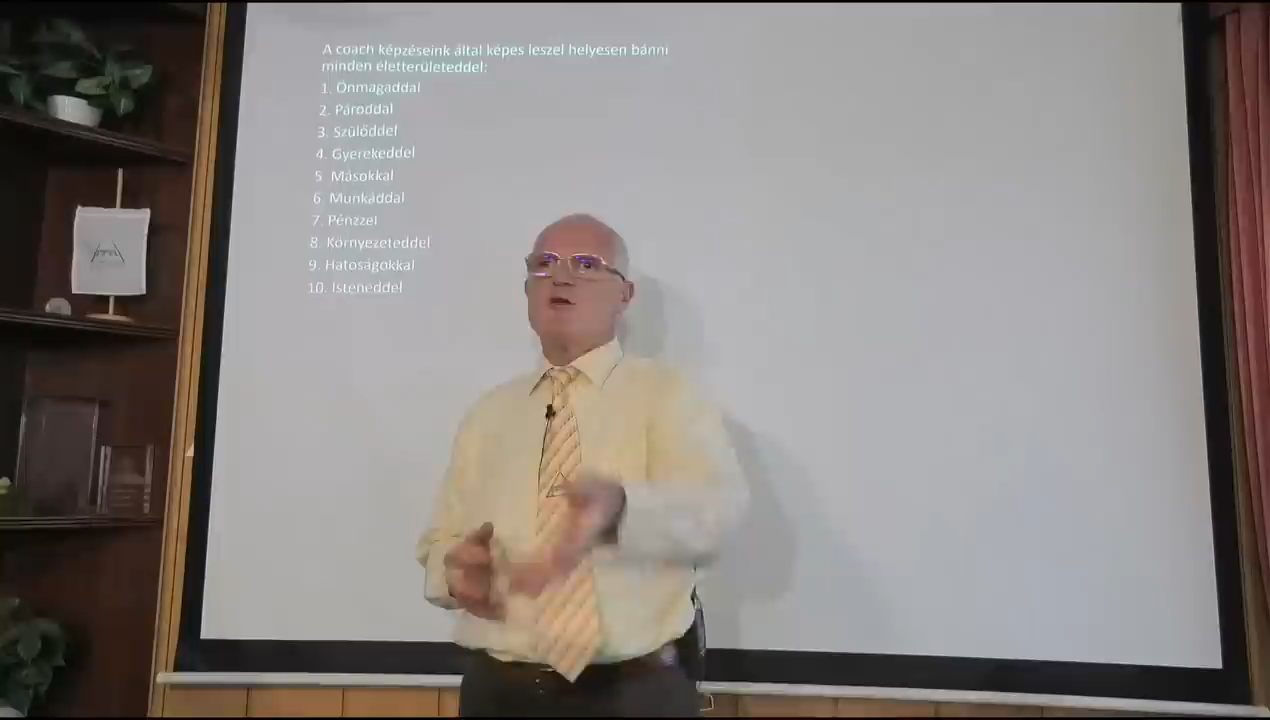 A coach képzéseink által képes leszel helyesen bánni
minden életterületeddel:
1. Önmagaddal
2. Pároddal
3. Szülőddel
4. Gyerekeddel
5 Másokkal
6. Munkáddal
7. Pénzzel
8. Környezeteddel
9. Hatóságokkal
10. Isteneddel